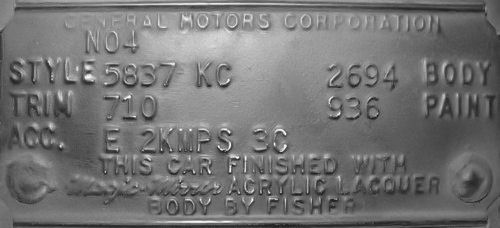 GENERAL MOTORS CORPORATION
NO4
STYLE 5837 KC 2694 BODY
TRIM 710 936 PAINT
ACC. E 2KMPS 3C
THIS CAR FINISHED WITH
Magic-Mirror ACRYLIC LACQUER
BODY BY FISHER